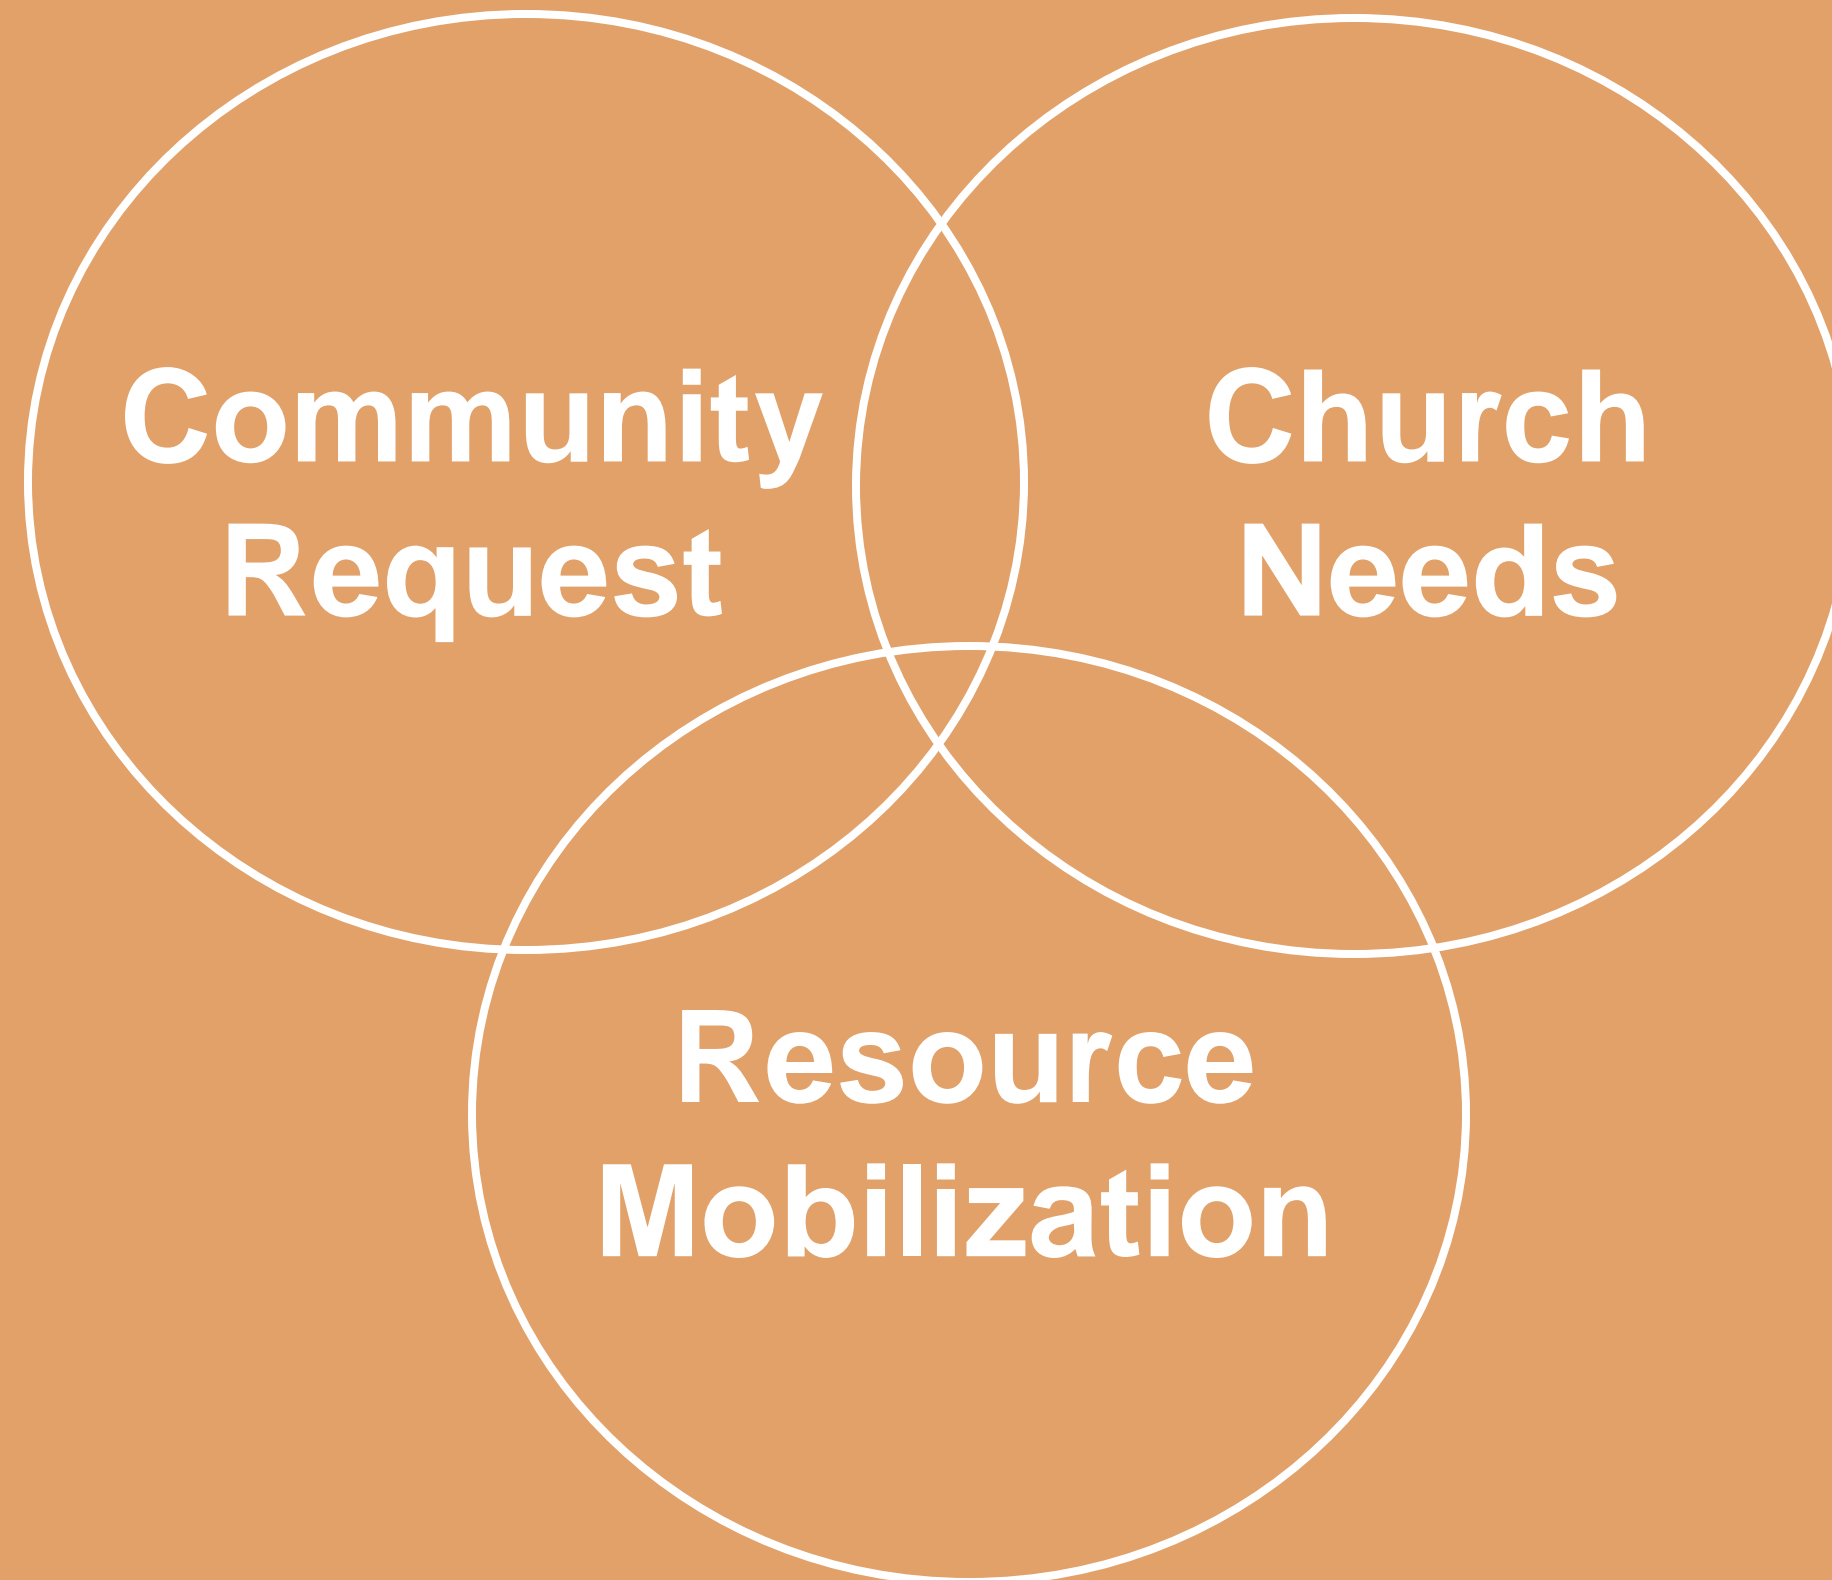 Community
Request
Church
Needs
Resource
Mobilization